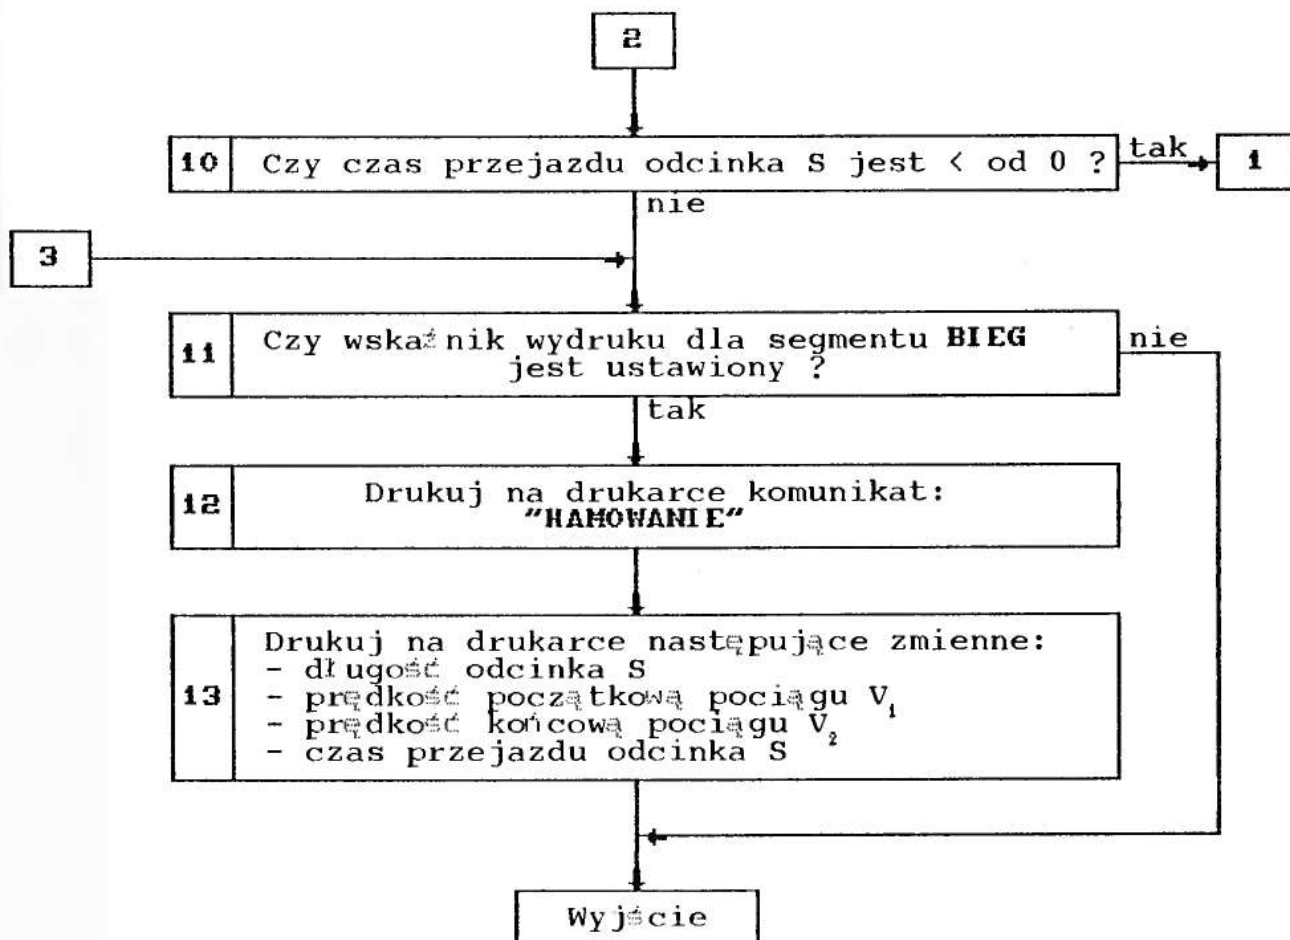 2
10 Czy czas przejazdu odcinka S jest < od 0 ? tak 1
nie
3
11 Czy wskaźnik wydruku dla segmentu BIEG nie
jest ustawiony ?
tak
12 Drukuj na drukarce komunikat:
"HAMOWANIE"
13 Drukuj na drukarce następujące zmienne:
- długość odcinka S
- prędkość początkową pociągu V₁
- prędkość końcową pociągu V₂
- czas przejazdu odcinka S
Wyjście